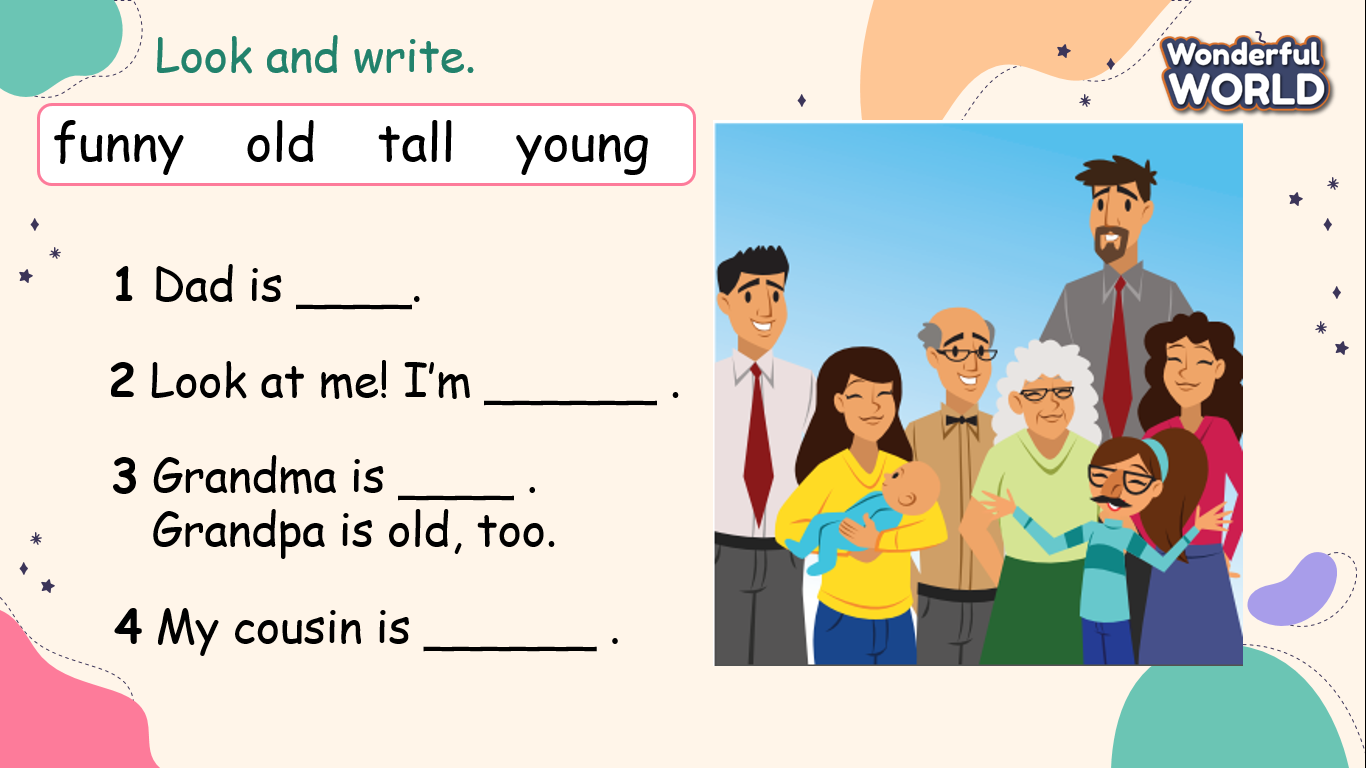 Look and write.
Wonderful
WORLD
funny old tall young
1 Dad is ____.
2 Look at me! I’m ______ .
3 Grandma is ____ .
Grandpa is old, too.
4 My cousin is ______ .